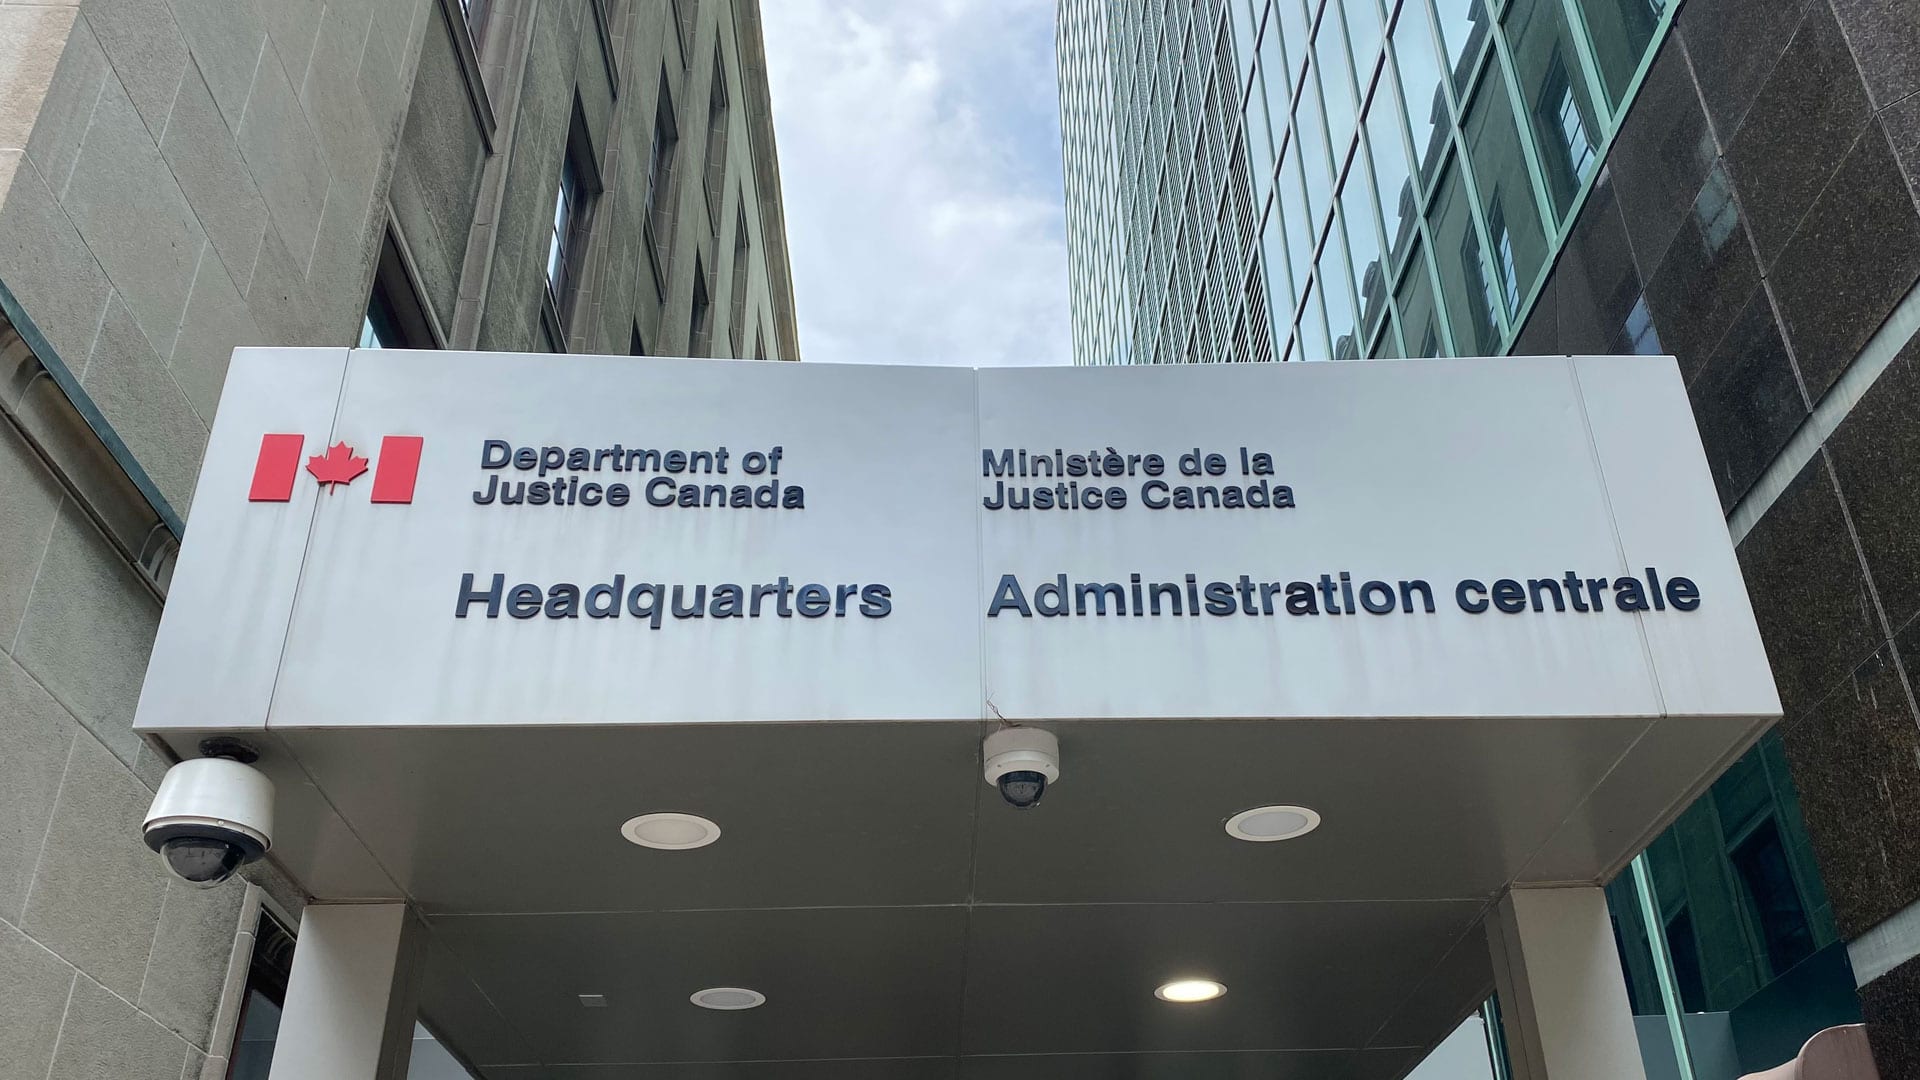 Department of
Justice Canada
Headquarters
Ministère de la
Justice Canada
Administration centrale